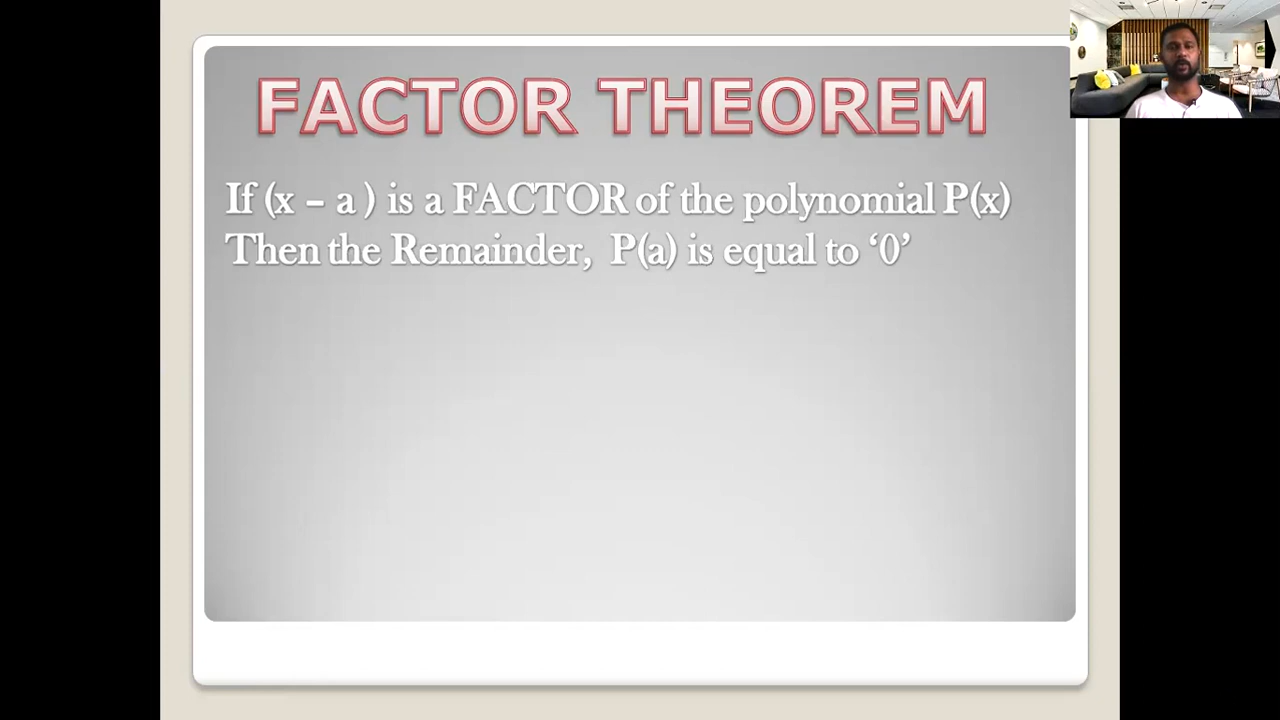 FACTOR THEOREM
If (x – a ) is a FACTOR of the polynomial P(x)
Then the Remainder, P(a) is equal to ‘0’